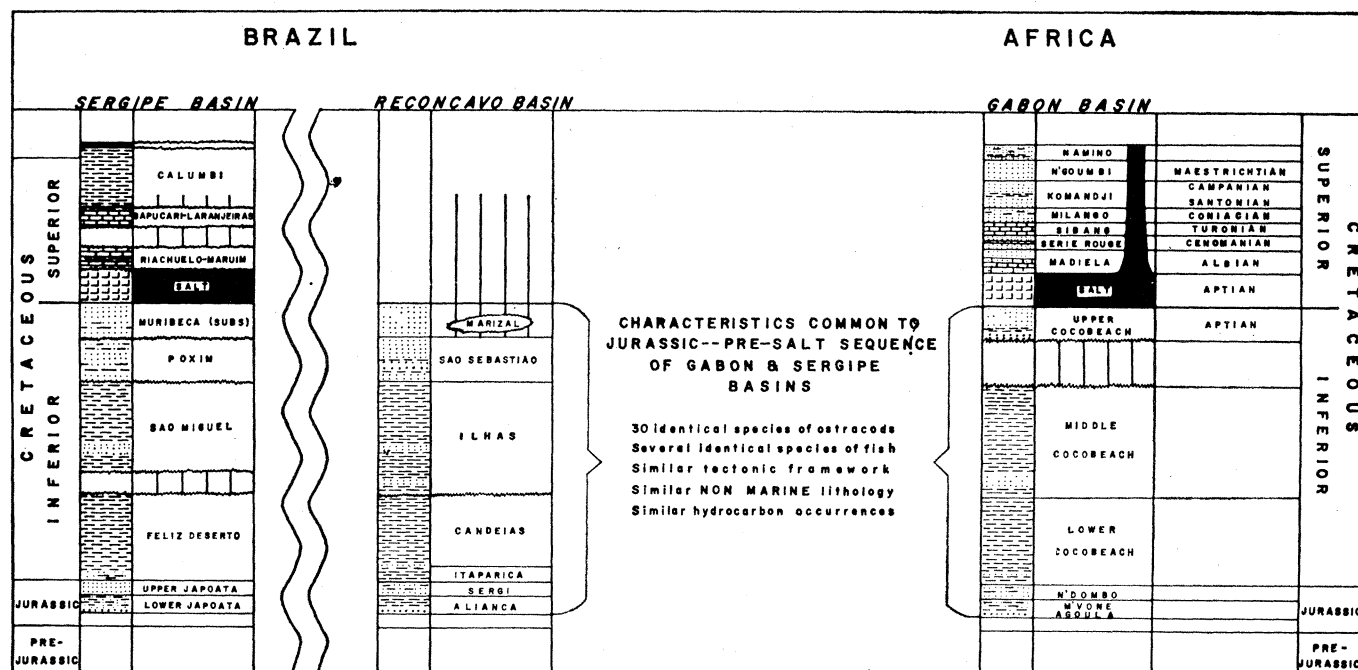 BRAZIL
AFRICA
SERGIPE BASIN
RECONCAVO BASIN
GABON BASIN
CRETACEOUS
SUPERIOR
INFERIOR
JURASSIC
PRE-
JURASSIC
CALUMBI
SAPUCARI-LARANJEIRAS
RIACHUELO-MARUIM
SALT
MURIBECA (SUBS)
POXIM
SAO MIGUEL
FELIZ DESERTO
UPPER JAPOATA
LOWER JAPOATA
MARIZAL
SAO SEBASTIAO
ILHAS
CANDEIAS
ITAPARICA
SERGI
ALIANCA
CHARACTERISTICS COMMON TO
JURASSIC--PRE-SALT SEQUENCE
OF GABON & SERGIPE
BASINS
30 identical species of ostracods
Several identical species of fish
Similar tectonic framework
Similar NON MARINE lithology
Similar hydrocarbon occurrences
NAMINO
N'GOUMBI
KOMANDJI
MILANGO
SIBANG
SERIE ROUGE
MADIELA
SALT
UPPER
COCOBEACH
MIDDLE
COCOBEACH
LOWER
COCOBEACH
N'DOMBO
M'VONE
AGOULA
MAESTRICHTIAN
CAMPANIAN
SANTONIAN
CONIACIAN
TURONIAN
CENOMANIAN
ALBIAN
APTIAN
APTIAN
SUPERIOR
INFERIOR
CRETACEOUS
JURASSIC
PRE-
JURASSIC